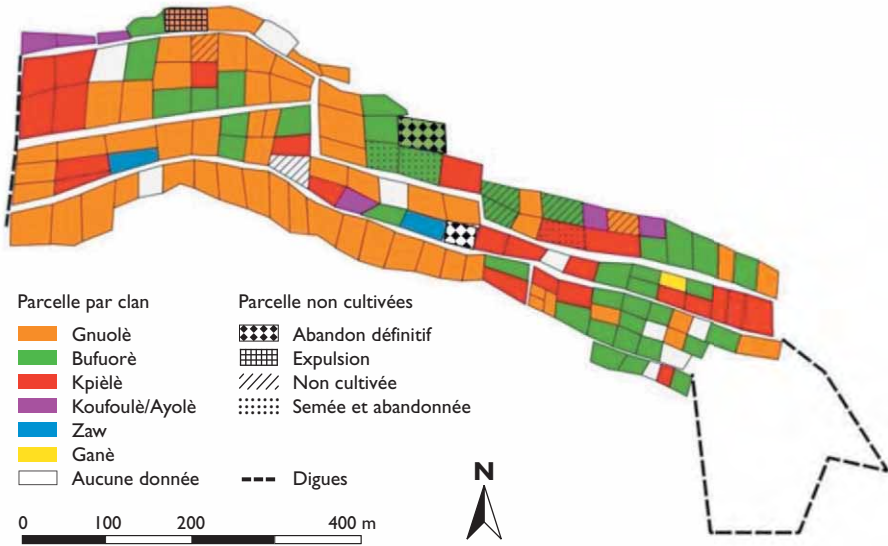 Parcelle par clan
Gnuolè
Bufuorè
Kpièlè
Koufoulè/Ayolè
Zaw
Ganè
Aucune donnée
Parcelle non cultivées
Abandon définitif
Expulsion
Non cultivée
Semée et abandonnée
Digues
N
0 100 200 400 m